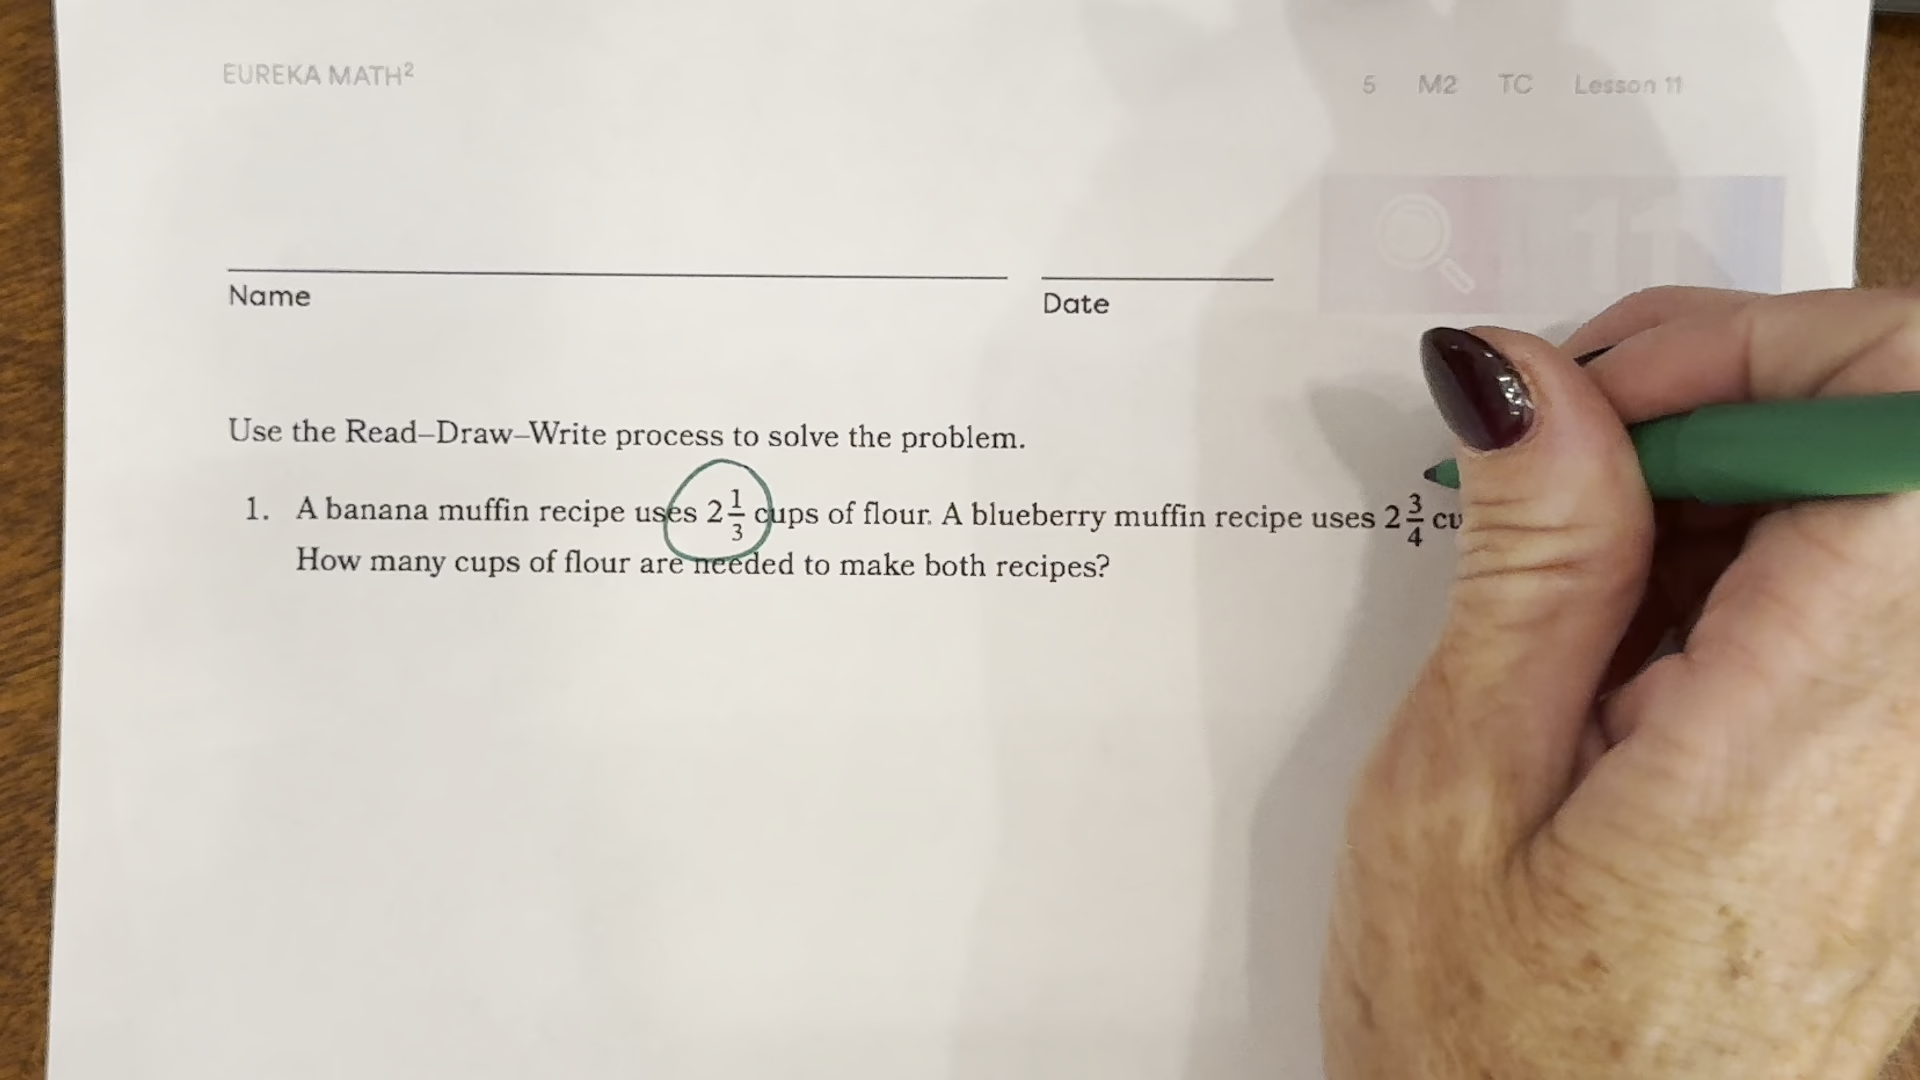 EUREKA MATH²
5 M2 TC Lesson 11
11
Name
Date
Use the Read–Draw–Write process to solve the problem.
1. A banana muffin recipe uses 2 1/3 cups of flour. A blueberry muffin recipe uses 2 3/4
How many cups of flour are needed to make both recipes?